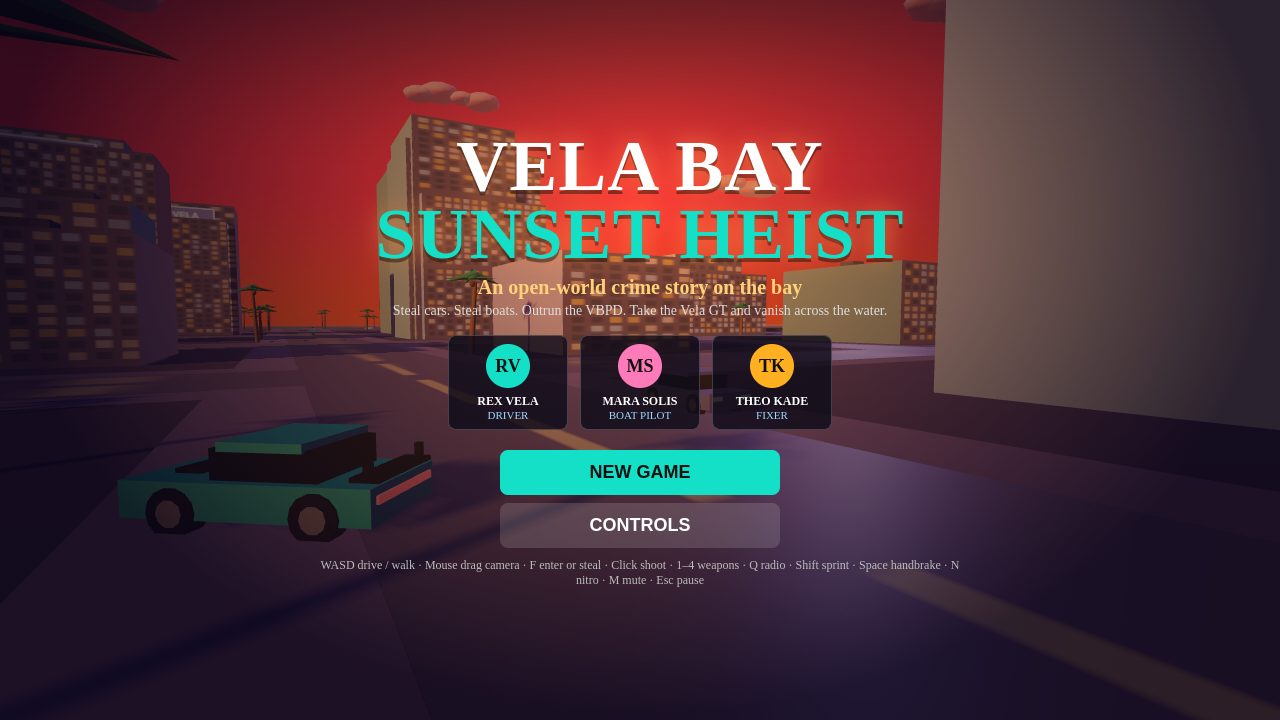 VELA BAY
SUNSET HEIST
An open-world crime story on the bay
Steal cars. Steal boats. Outrun the VBPD. Take the Vela GT and vanish across the water.
RV
REX VELA
DRIVER
MS
MARA SOLIS
BOAT PILOT
TK
THEO KADE
FIXER
NEW GAME
CONTROLS
WASD drive / walk · Mouse drag camera · F enter or steal · Click shoot · 1–4 weapons · Q radio · Shift sprint · Space handbrake · N
nitro · M mute · Esc pause
VELA